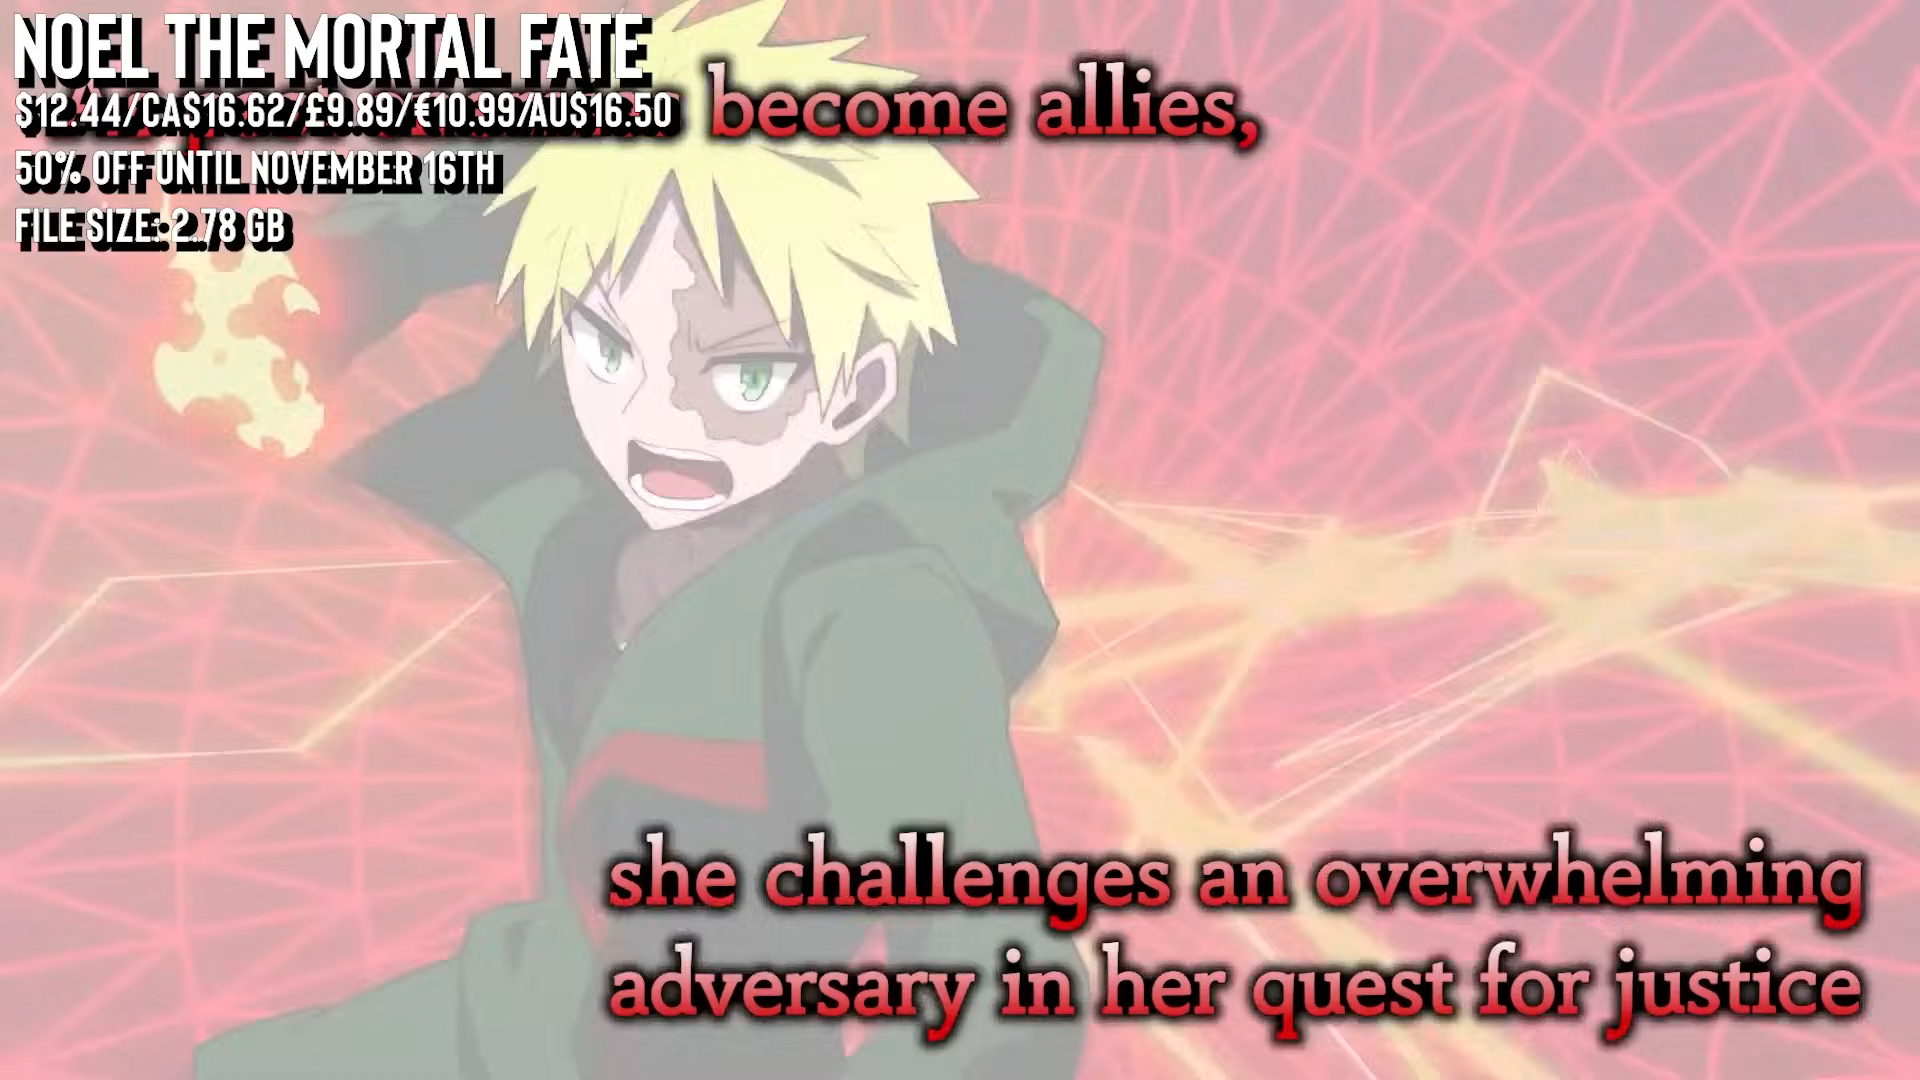 NOEL THE MORTAL FATE
become allies,
$12.44/CA$16.62/£9.89/€10.99/AU$16.50
50% OFF UNTIL NOVEMBER 16TH
FILE SIZE: 2.78 GB
she challenges an overwhelming
adversary in her quest for justice